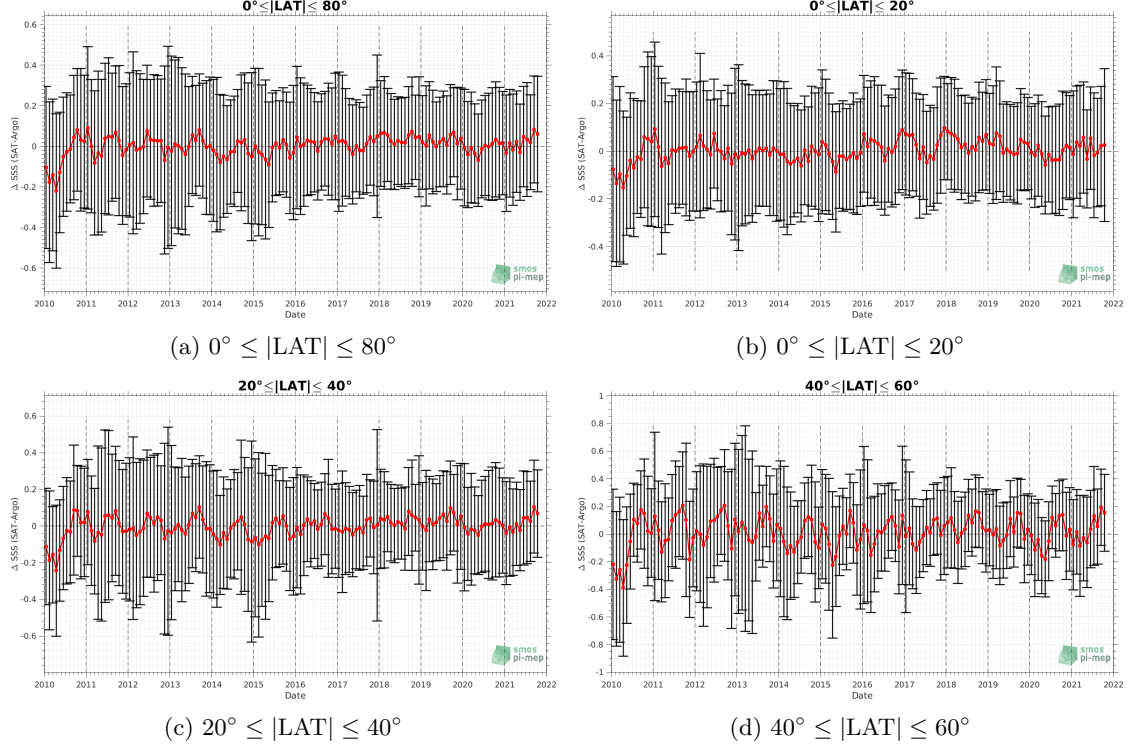 0°≤|LAT|≤ 80°
0.6
0.4
0.2
0
-0.2
-0.4
-0.6
Δ SSS (SAT-Argo)
smos
pi-mep
2010 2011 2012 2013 2014 2015 2016 2017 2018 2019 2020 2021 2022
Date
(a) 0° ≤ |LAT| ≤ 80°
0°≤|LAT|≤ 20°
0.4
0.2
0
-0.2
-0.4
Δ SSS (SAT-Argo)
smos
pi-mep
2010 2011 2012 2013 2014 2015 2016 2017 2018 2019 2020 2021 2022
Date
(b) 0° ≤ |LAT| ≤ 20°
20°≤|LAT|≤ 40°
0.6
0.4
0.2
0
-0.2
-0.4
-0.6
Δ SSS (SAT-Argo)
smos
pi-mep
2010 2011 2012 2013 2014 2015 2016 2017 2018 2019 2020 2021 2022
Date
(c) 20° ≤ |LAT| ≤ 40°
40°≤|LAT|≤ 60°
1
0.8
0.6
0.4
0.2
0
-0.2
-0.4
-0.6
-0.8
-1
Δ SSS (SAT-Argo)
smos
pi-mep
2010 2011 2012 2013 2014 2015 2016 2017 2018 2019 2020 2021 2022
Date
(d) 40° ≤ |LAT| ≤ 60°